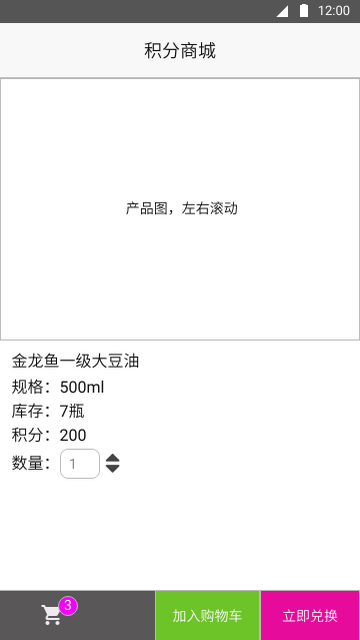 12:00
积分商城
产品图，左右滚动
金龙鱼一级大豆油
规格：500ml
库存：7瓶
积分：200
数量：1
3
加入购物车 立即兑换